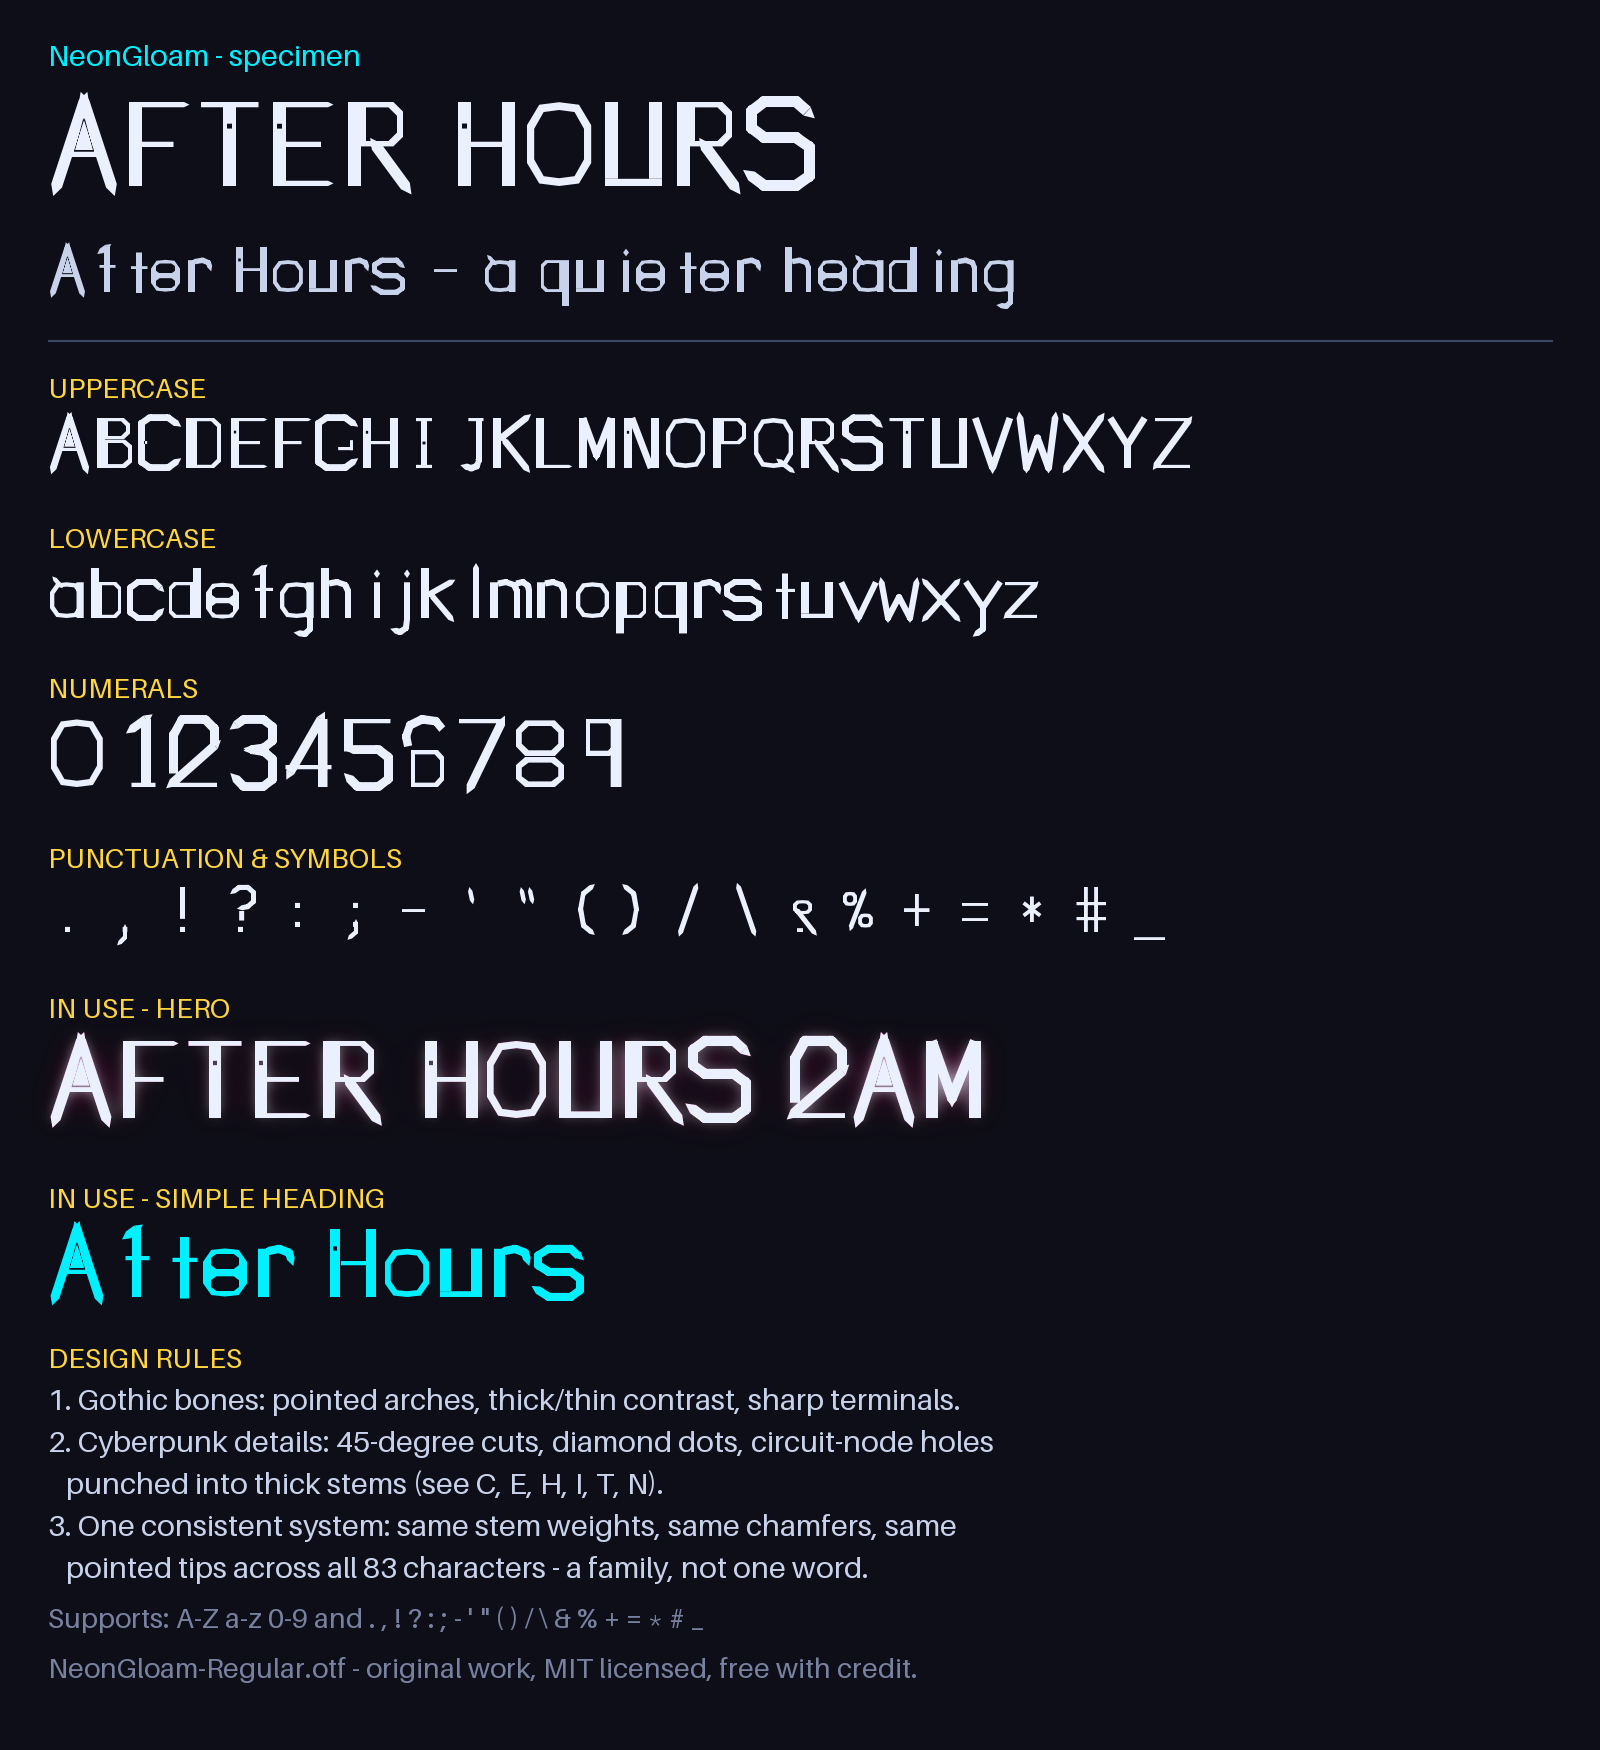 NeonGloam - specimen
AFTER HOURS
After Hours - a quieter heading
UPPERCASE
ABCDEFGHIJKLMNOPQRSTUVWXYZ
LOWERCASE
abcdefghijklmnopqrstuvwxyz
NUMERALS
0123456789
PUNCTUATION & SYMBOLS
. , ! ? : ; - ' " ( ) / \ & % + = * # _
IN USE - HERO
AFTER HOURS 2AM
IN USE - SIMPLE HEADING
After Hours
DESIGN RULES
1. Gothic bones: pointed arches, thick/thin contrast, sharp terminals.
2. Cyberpunk details: 45-degree cuts, diamond dots, circuit-node holes
punched into thick stems (see C, E, H, I, T, N).
3. One consistent system: same stem weights, same chamfers, same
pointed tips across all 83 characters - a family, not one word.
Supports: A-Z a-z 0-9 and . , ! ? : ; - ' " ( ) / \ & % + = * # _
NeonGloam-Regular.otf - original work, MIT licensed, free with credit.